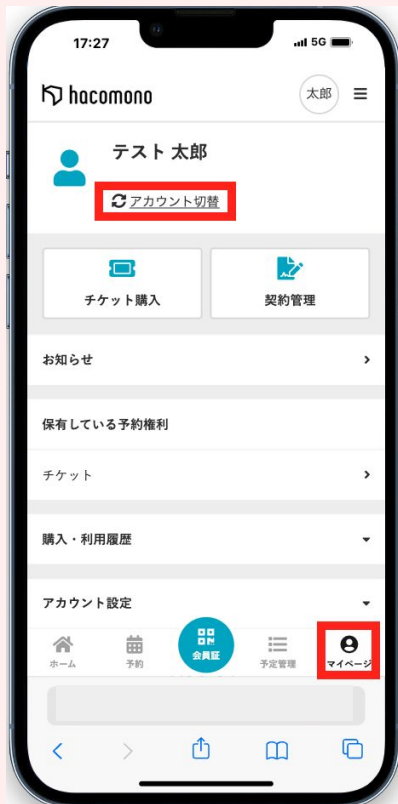 17:27
5G
hacomono
太郎
テスト 太郎
アカウント切替
チケット購入
契約管理
お知らせ
保有している予約権利
チケット
購入・利用履歴
アカウント設定
ホーム
予約
会員証
予定管理
マイページ